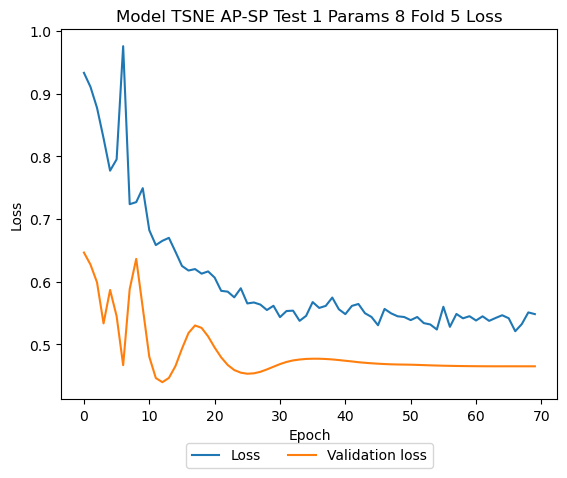 Model TSNE AP-SP Test 1 Params 8 Fold 5 Loss
1.0
0.9
0.8
0.7
0.6
0.5
Loss
0 10 20 30 40 50 60 70
Epoch
Loss Validation loss